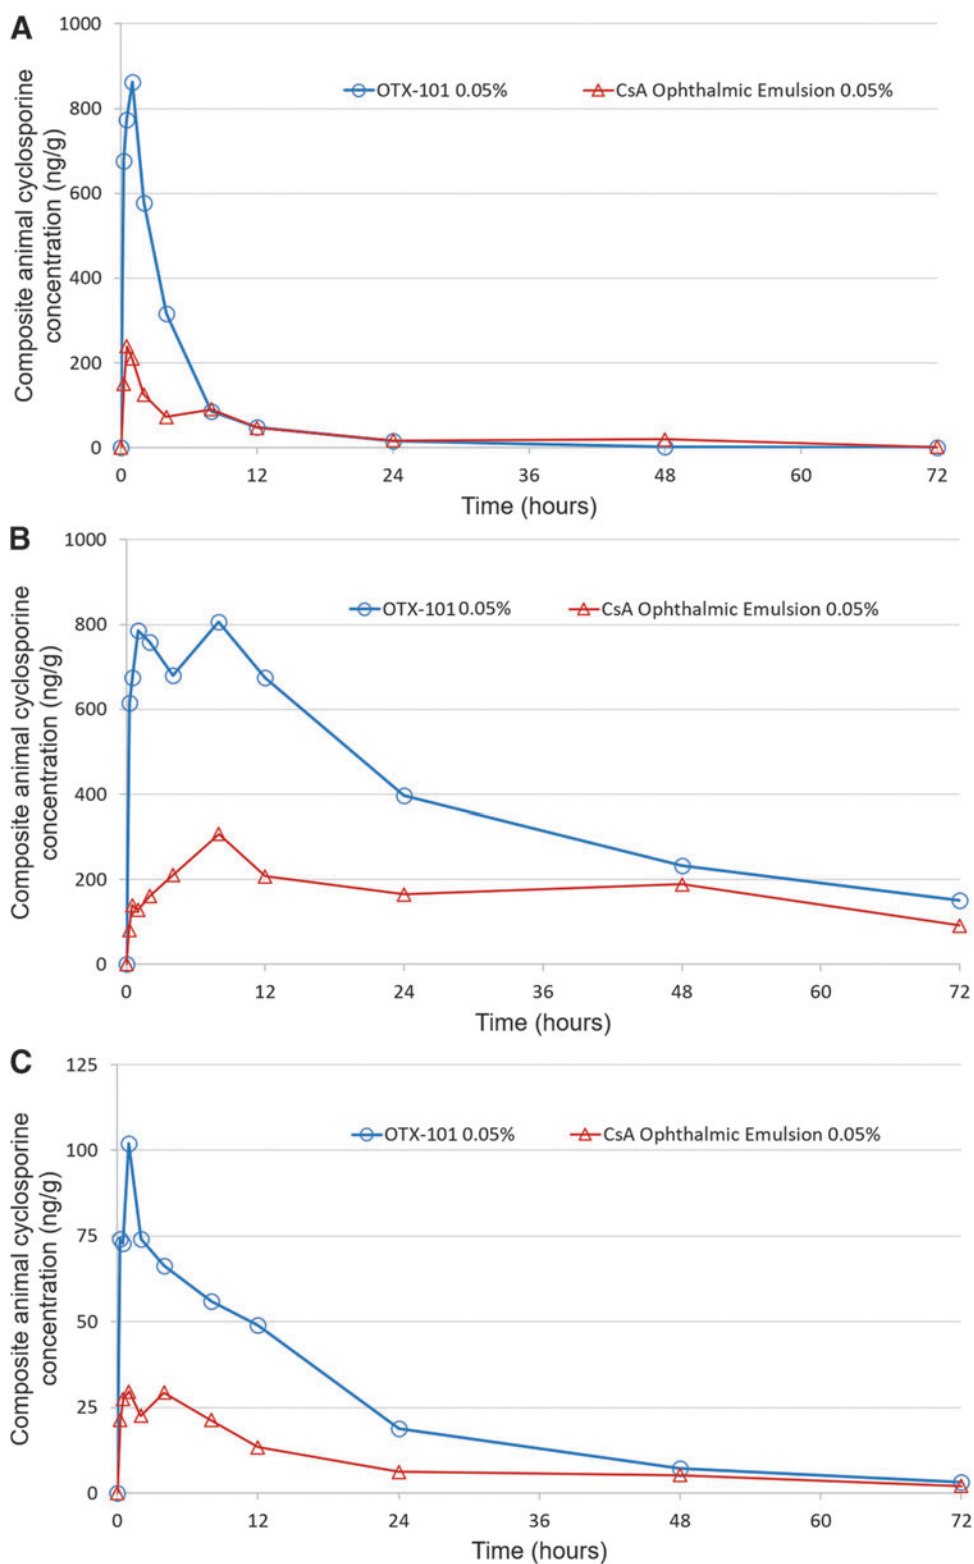 A
Composite animal cyclosporine
concentration (ng/g)
1000
800
600
400
200
0
OTX-101 0.05%
CsA Ophthalmic Emulsion 0.05%
0 12 24 36 48 60 72
Time (hours)
B
Composite animal cyclosporine
concentration (ng/g)
1000
800
600
400
200
0
OTX-101 0.05%
CsA Ophthalmic Emulsion 0.05%
0 12 24 36 48 60 72
Time (hours)
C
Composite animal cyclosporine
concentration (ng/g)
125
100
75
50
25
0
OTX-101 0.05%
CsA Ophthalmic Emulsion 0.05%
0 12 24 36 48 60 72
Time (hours)